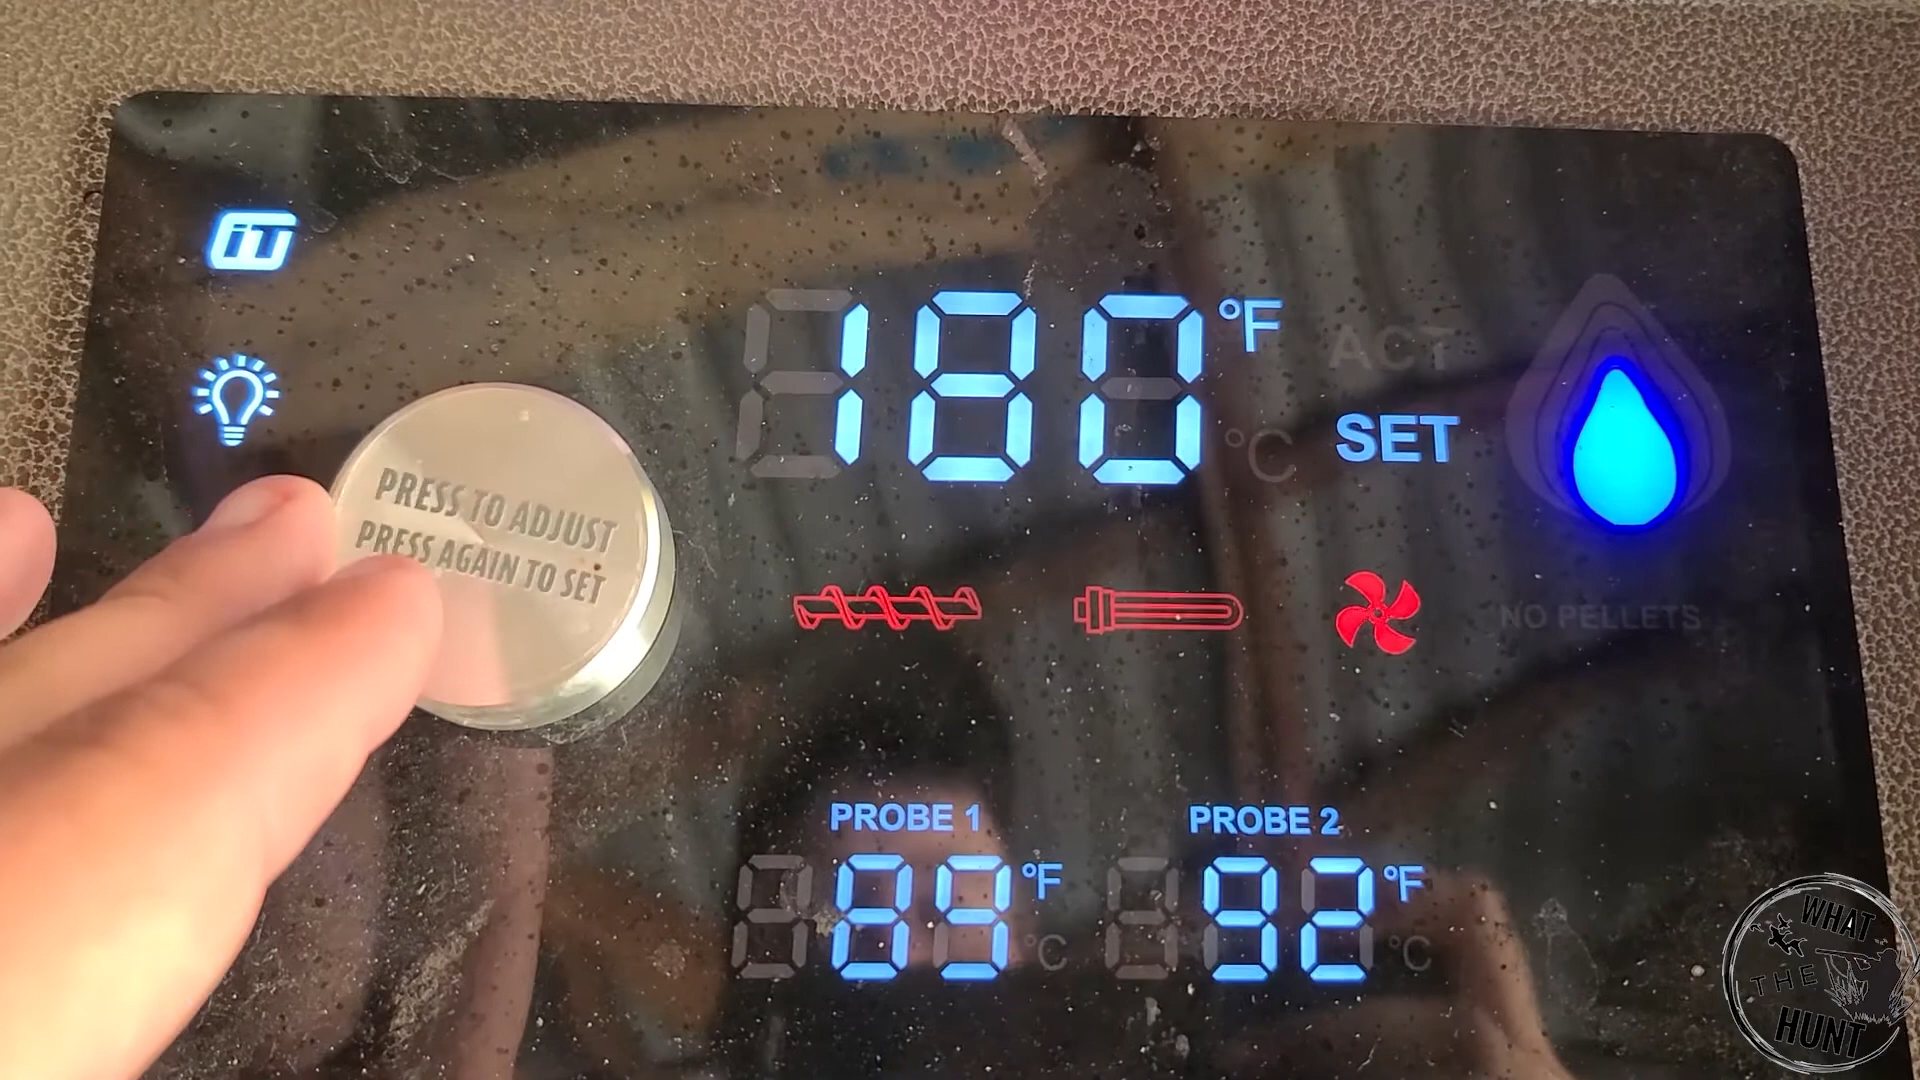 iT
180 °F
ACT
°C
SET
PRESS TO ADJUST
PRESS AGAIN TO SET
NO PELLETS
PROBE 1
89 °F
°C
PROBE 2
92 °F
°C
WHAT
THE
HUNT